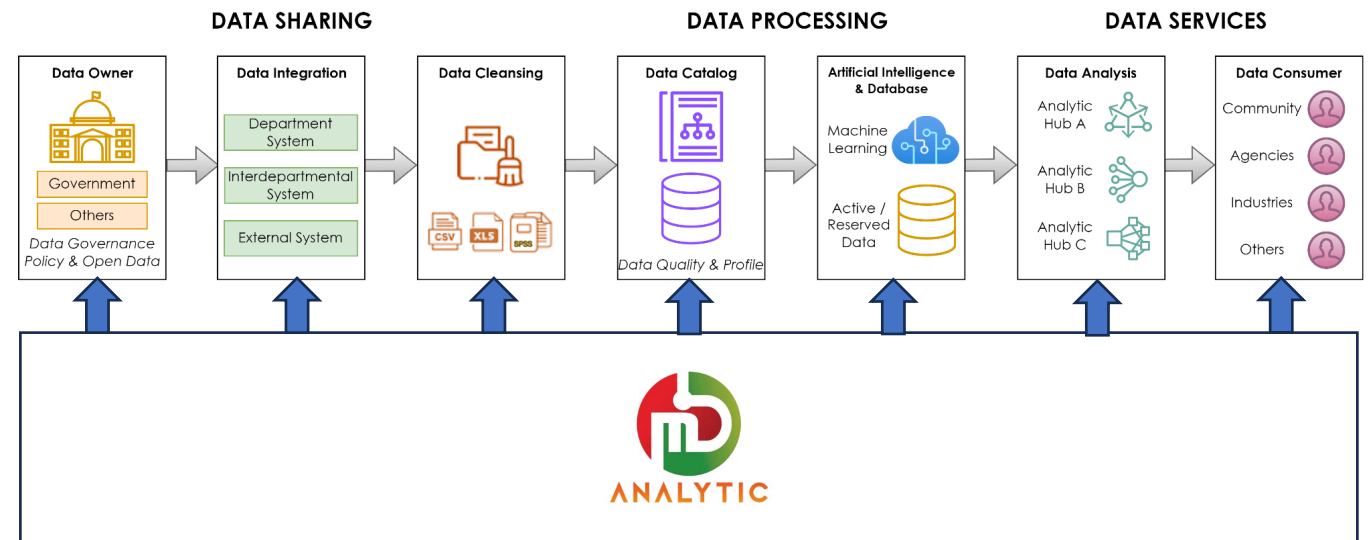 DATA SHARING
DATA PROCESSING
DATA SERVICES
Data Owner
Government
Others
Data Governance
Policy & Open Data
Data Integration
Department
System
Interdepartmental
System
External System
Data Cleansing
CSV
XLS
SPSS
Data Catalog
Data Quality & Profile
Artificial Intelligence
& Database
Machine
Learning
Active /
Reserved
Data
Data Analysis
Analytic
Hub A
Analytic
Hub B
Analytic
Hub C
Data Consumer
Community
Agencies
Industries
Others
mb
ANALYTIC